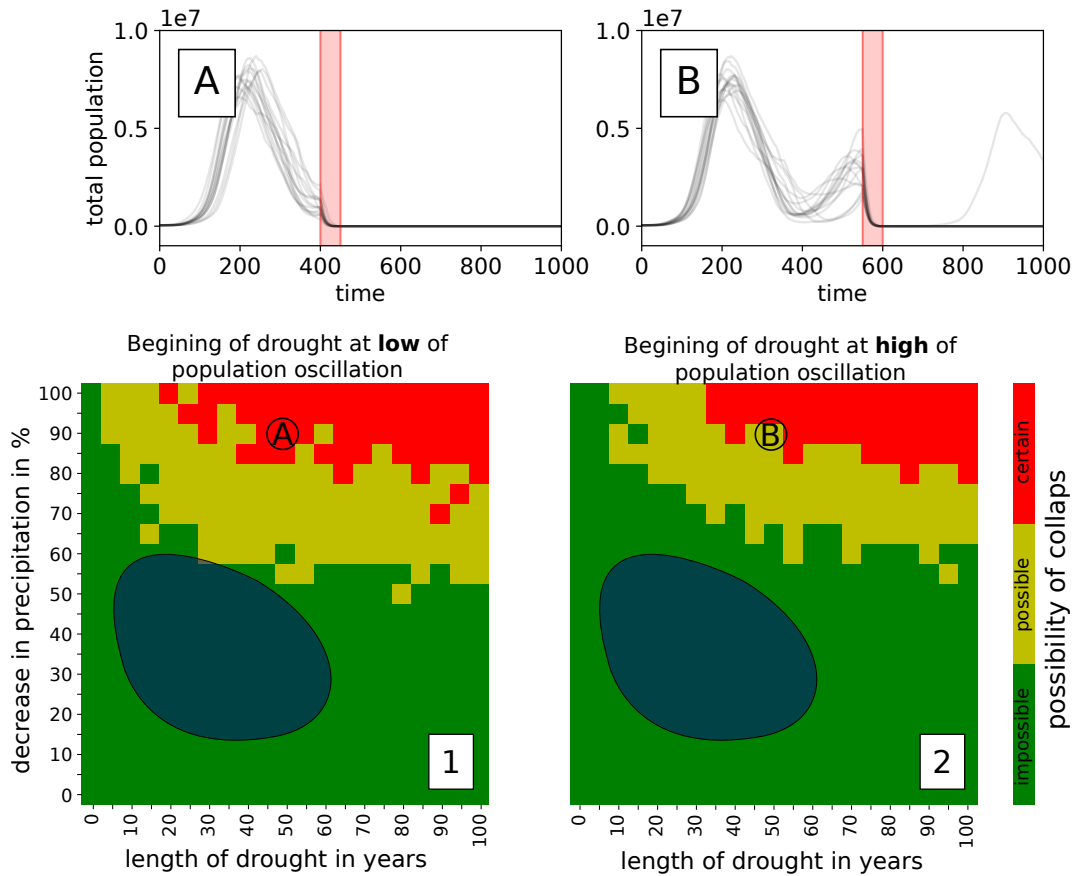 1e7
1e7
1.0
0.5
0.0
total population
A
0
200
400
600
800
1000
time
1.0
0.5
0.0
B
0
200
400
600
800
1000
time
Begining of drought at low of
population oscillation
Begining of drought at high of
population oscillation
decrease in precipitation in %
100
90
80
70
60
50
40
30
20
10
0
A
1
0
10
20
30
40
50
60
70
80
90
100
length of drought in years
B
2
0
10
20
30
40
50
60
70
80
90
100
length of drought in years
certain
possible
impossible
possibility of collaps